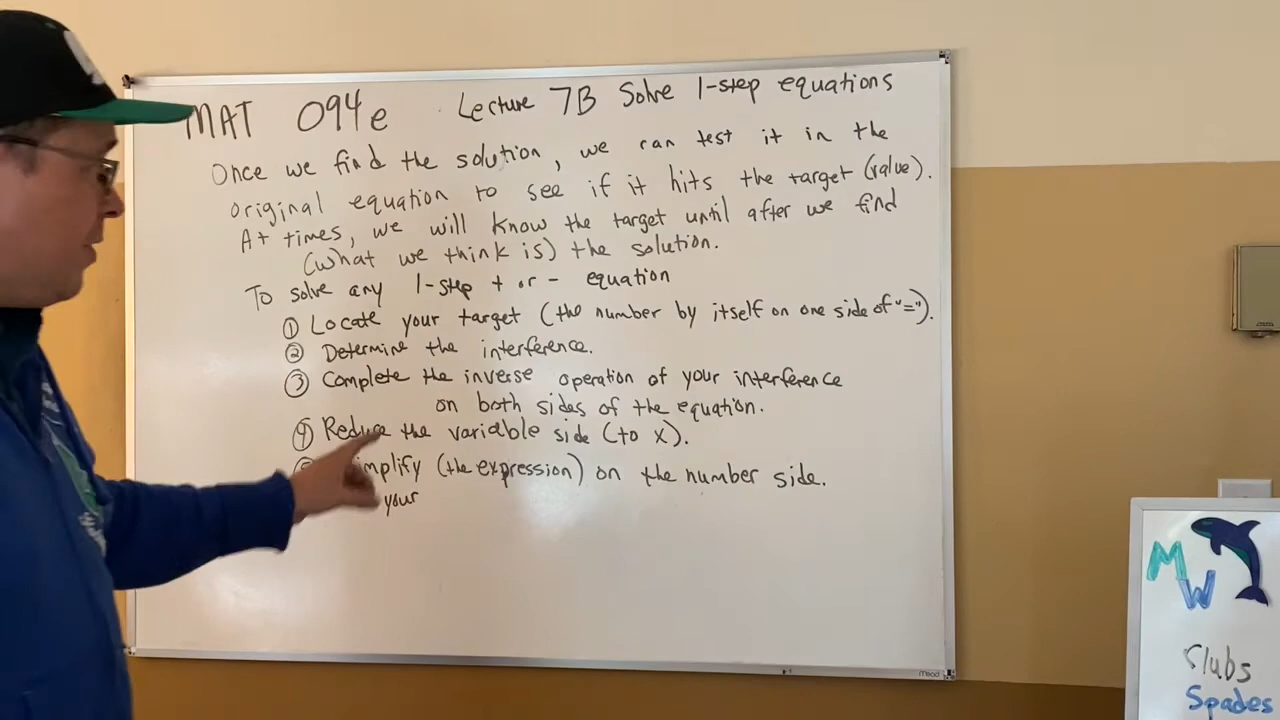 MAT 094e Lecture 7B Solve 1-step equations
Once we find the solution, we can test it in the
original equation to see if it hits the target (value).
At times, we will know the target until after we find
(what we think is) the solution.
To solve any 1-step + or - equation
① Locate your target (the number by itself on one side of "=").
② Determine the interference.
③ Complete the inverse operation of your interference
on both sides of the equation.
④ Reduce the variable side (to x).
implify (the expression) on the number side.
your
Mead
MW
Clubs
Spades